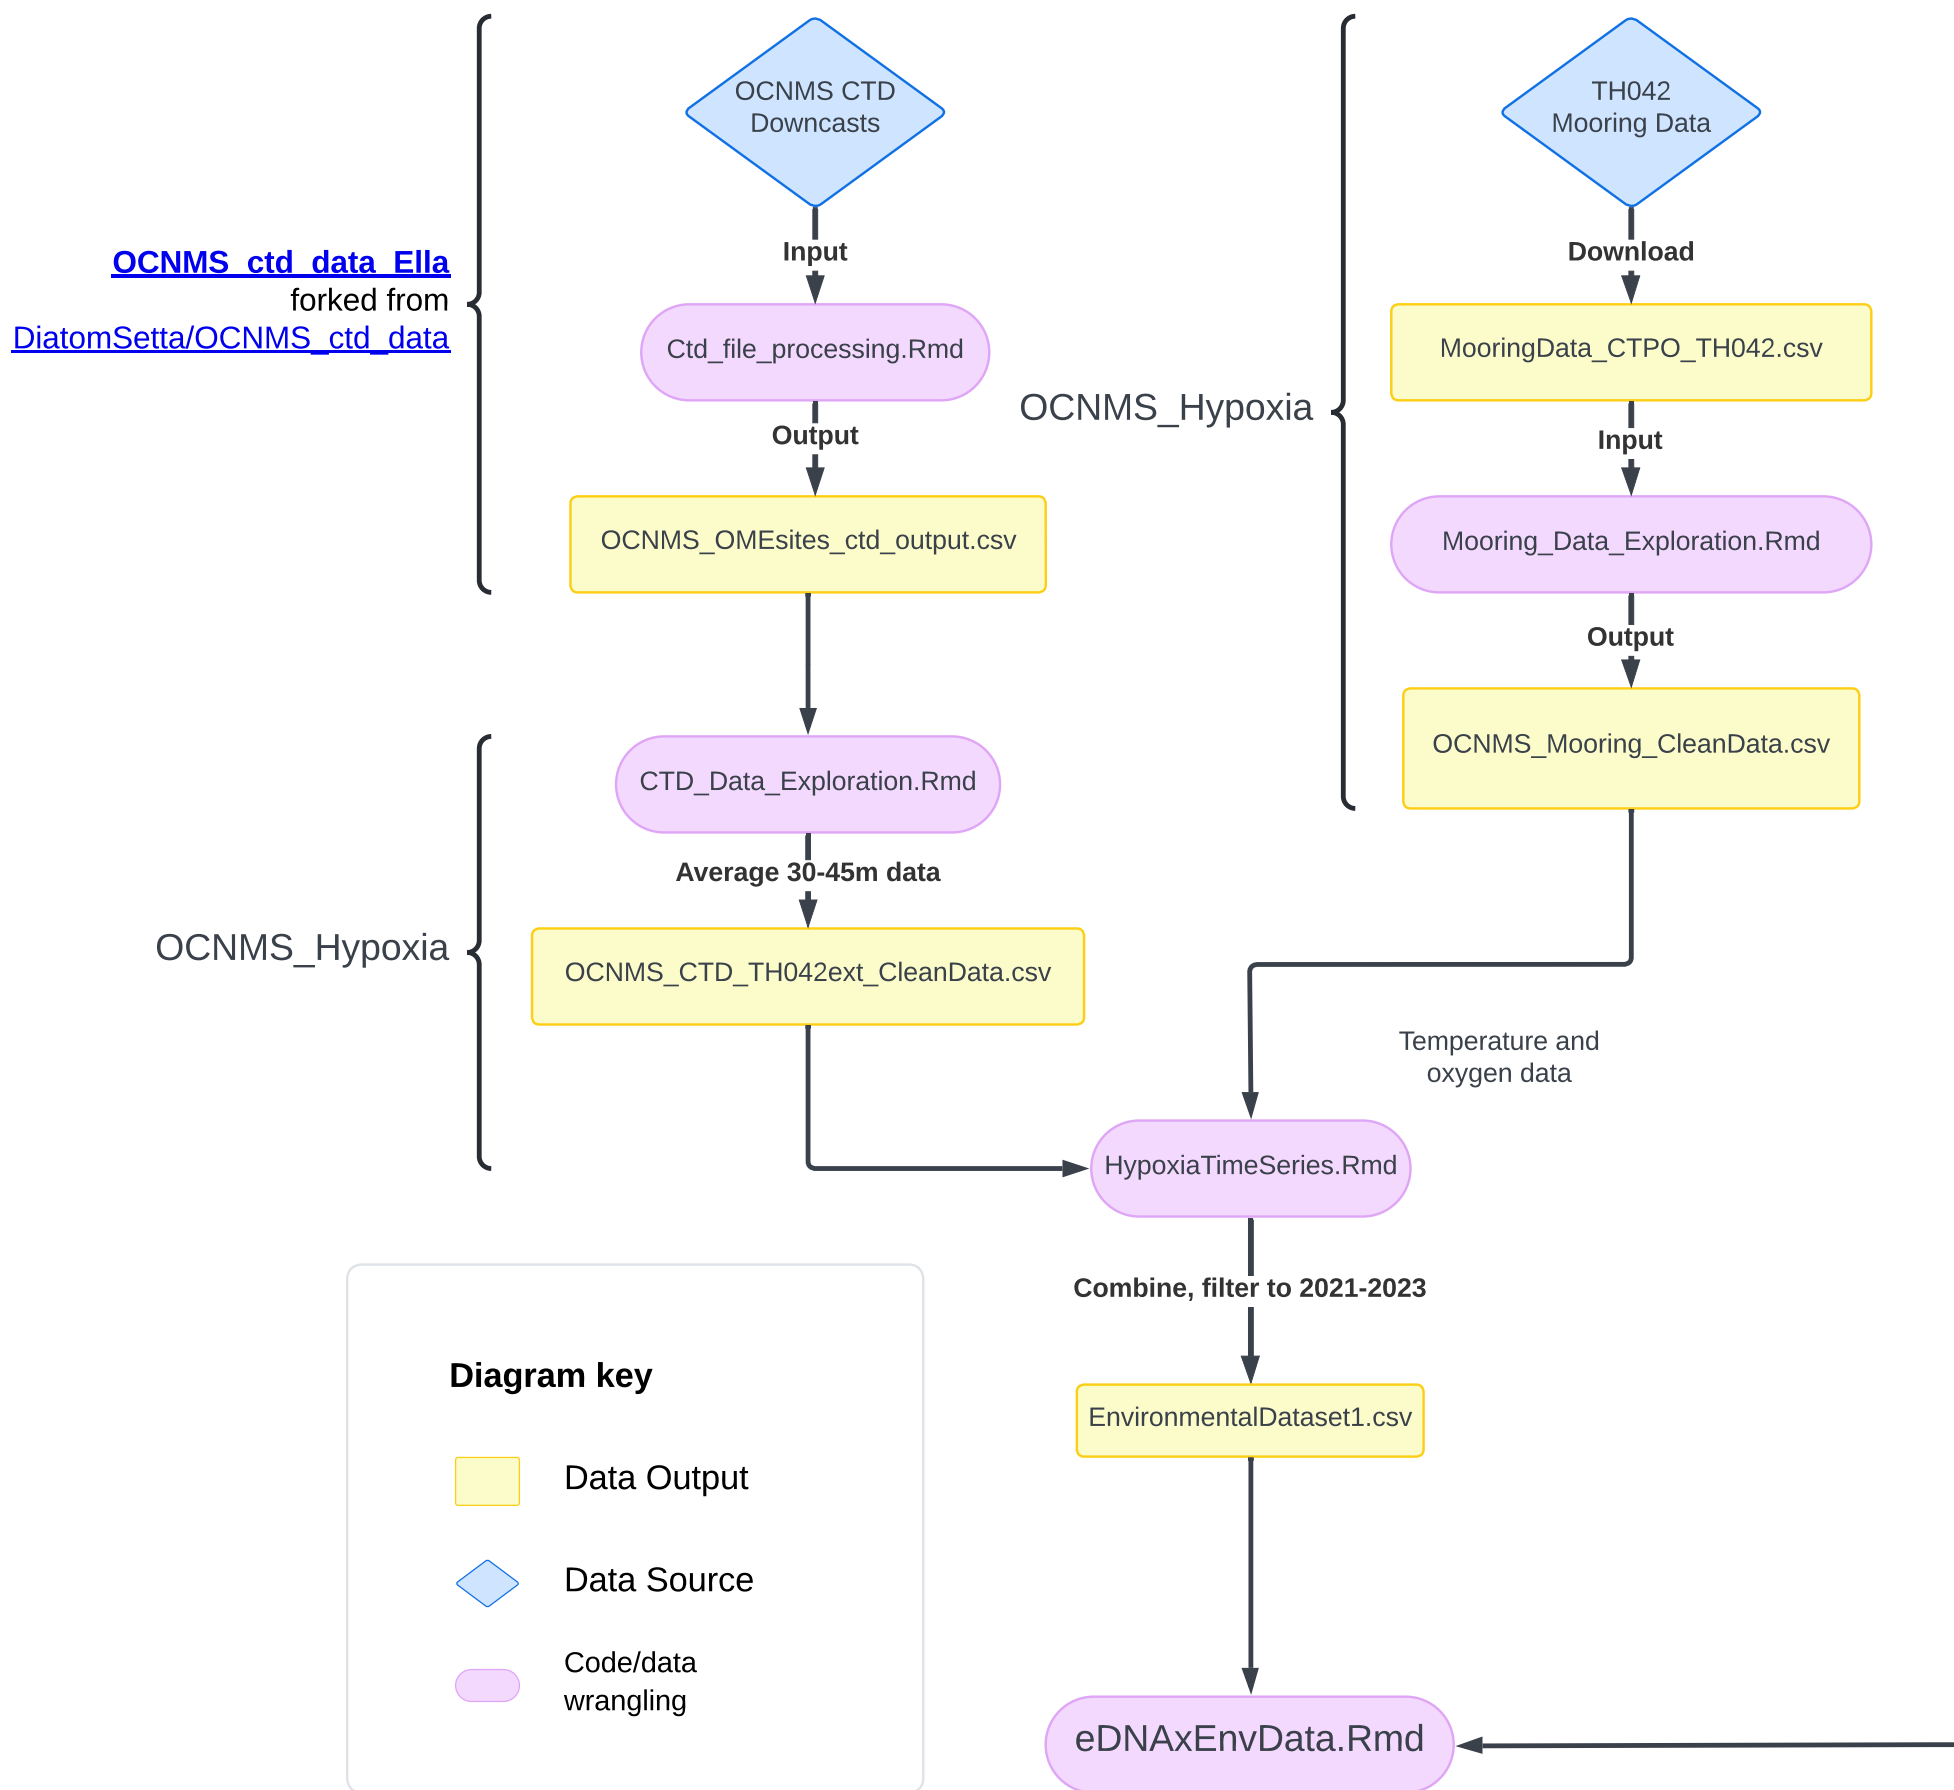 OCNMS CTD
Downcasts
TH042
Mooring Data
Input
Download
OCNMS_ctd_data_Ella
forked from
DiatomSetta/OCNMS_ctd_data
Ctd_file_processing.Rmd
MooringData_CTPO_TH042.csv
OCNMS_Hypoxia
Output
Input
OCNMS_OMEsites_ctd_output.csv
Mooring_Data_Exploration.Rmd
Output
OCNMS_Mooring_CleanData.csv
CTD_Data_Exploration.Rmd
Average 30-45m data
OCNMS_Hypoxia
OCNMS_CTD_TH042ext_CleanData.csv
Temperature and
oxygen data
HypoxiaTimeSeries.Rmd
Combine, filter to 2021-2023
EnvironmentalDataset1.csv
Diagram key
Data Output
Data Source
Code/data
wrangling
eDNAxEnvData.Rmd